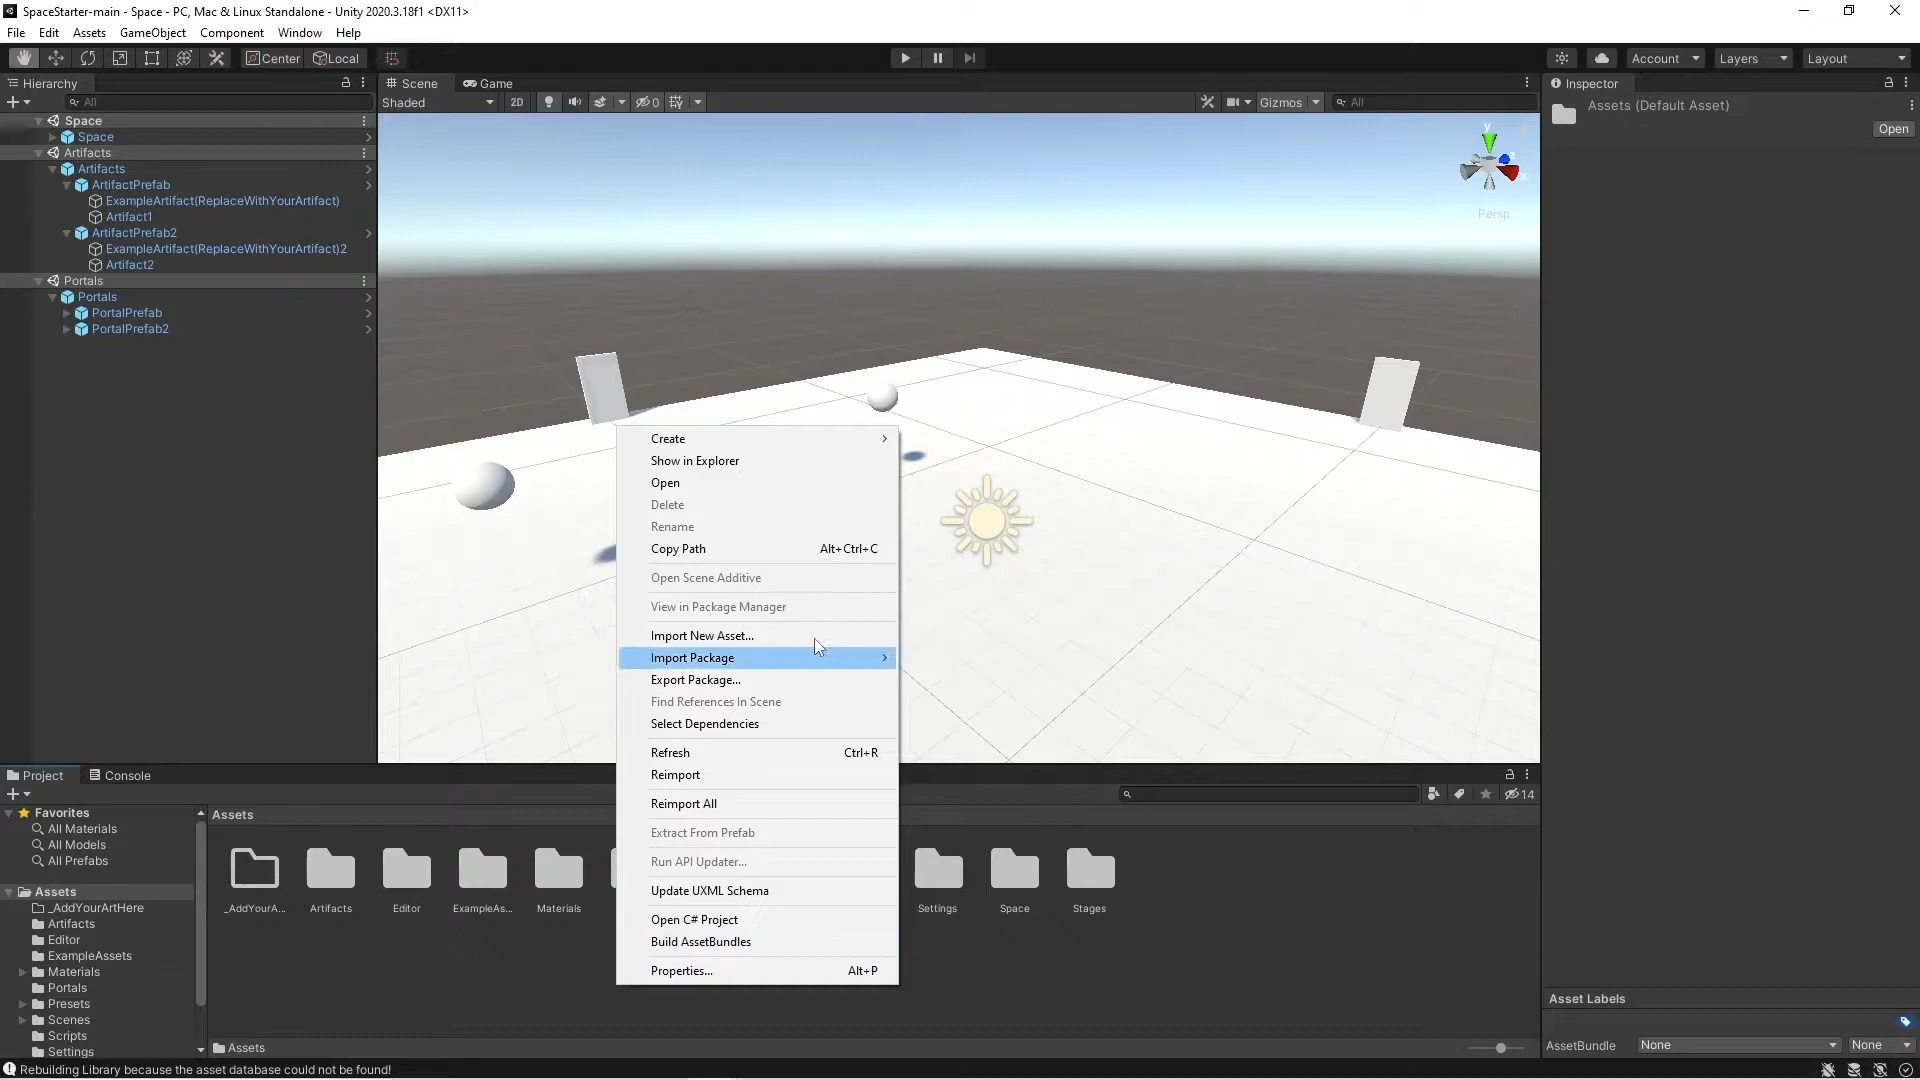 SpaceStarter-main - Space - PC, Mac & Linux Standalone - Unity 2020.3.18f1 <DX11>
File Edit Assets GameObject Component Window Help
Center Local Account Layers Layout
Hierarchy
All
Space
Space
Artifacts
Artifacts
ArtifactPrefab
ExampleArtifact(ReplaceWithYourArtifact)
Artifact1
ArtifactPrefab2
ExampleArtifact(ReplaceWithYourArtifact)2
Artifact2
Portals
Portals
PortalPrefab
PortalPrefab2
Scene Game
Shaded 2D 0 Gizmos All
y
x
Persp
Create
Show in Explorer
Open
Delete
Rename
Copy Path Alt+Ctrl+C
Open Scene Additive
View in Package Manager
Import New Asset...
Import Package
Export Package...
Find References In Scene
Select Dependencies
Refresh Ctrl+R
Reimport
Reimport All
Extract From Prefab
Run API Updater...
Update UXML Schema
Open C# Project
Build AssetBundles
Properties... Alt+P
Inspector
Assets (Default Asset)
Open
Asset Labels
AssetBundle None None
Project Console
14
Favorites
All Materials
All Models
All Prefabs
Assets
_AddYourArtHere
Artifacts
Editor
ExampleAssets
Materials
Portals
Presets
Scenes
Scripts
Settings
Assets
_AddYourA... Artifacts Editor ExampleAs... Materials Settings Space Stages
Assets
Rebuilding Library because the asset database could not be found!